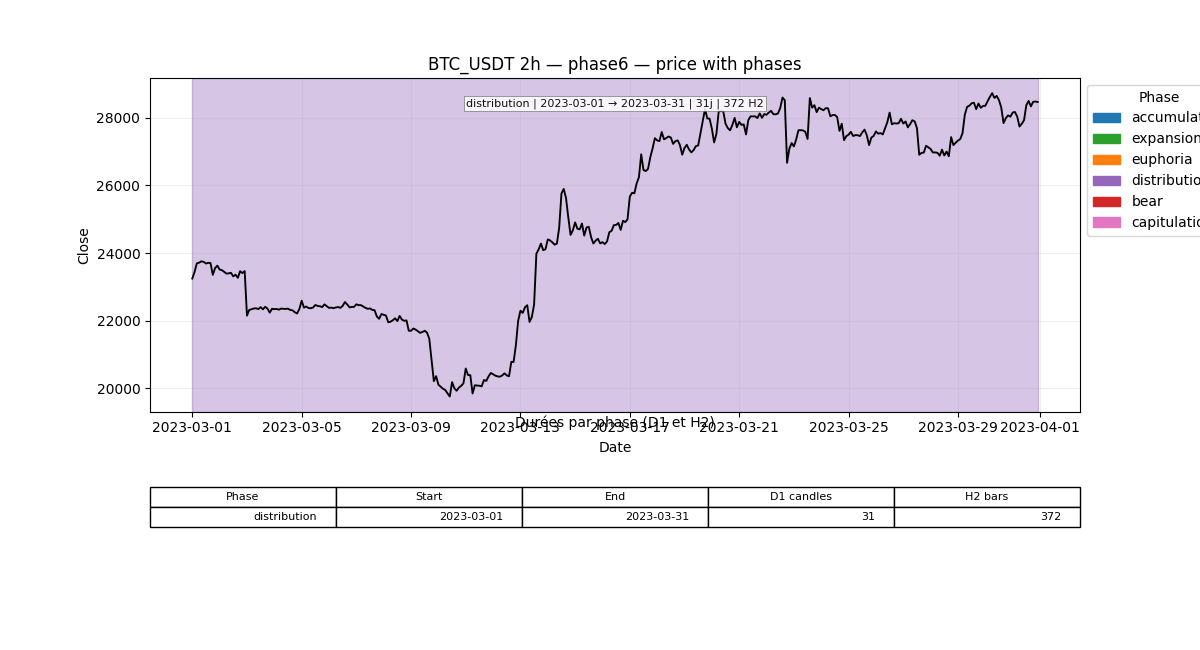 BTC_USDT 2h — phase6 — price with phases
distribution | 2023-03-01 → 2023-03-31 | 31j | 372 H2
Close
28000
26000
24000
22000
20000
Phase
accumulat
expansion
euphoria
distributio
bear
capitulatio
Durées par phase (D1 et H2)
2023-03-01 2023-03-05 2023-03-09 2023-03-13 2023-03-17 2023-03-21 2023-03-25 2023-03-29 2023-04-01
Date
Phase Start End D1 candles H2 bars
distribution 2023-03-01 2023-03-31 31 372